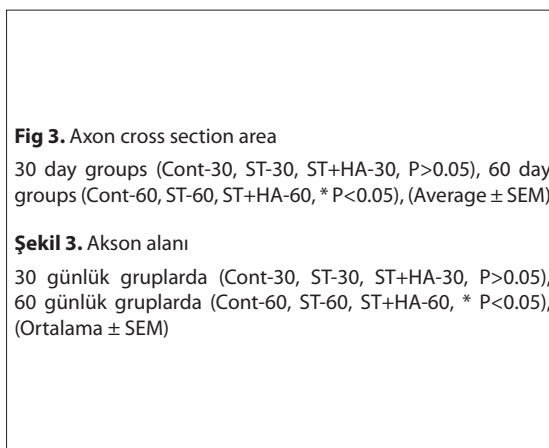 Fig 3. Axon cross section area
30 day groups (Cont-30, ST-30, ST+HA-30, P>0.05), 60 day
groups (Cont-60, ST-60, ST+HA-60, * P<0.05), (Average ± SEM)
Şekil 3. Akson alanı
30 günlük gruplarda (Cont-30, ST-30, ST+HA-30, P>0.05),
60 günlük gruplarda (Cont-60, ST-60, ST+HA-60, * P<0.05),
(Ortalama ± SEM)